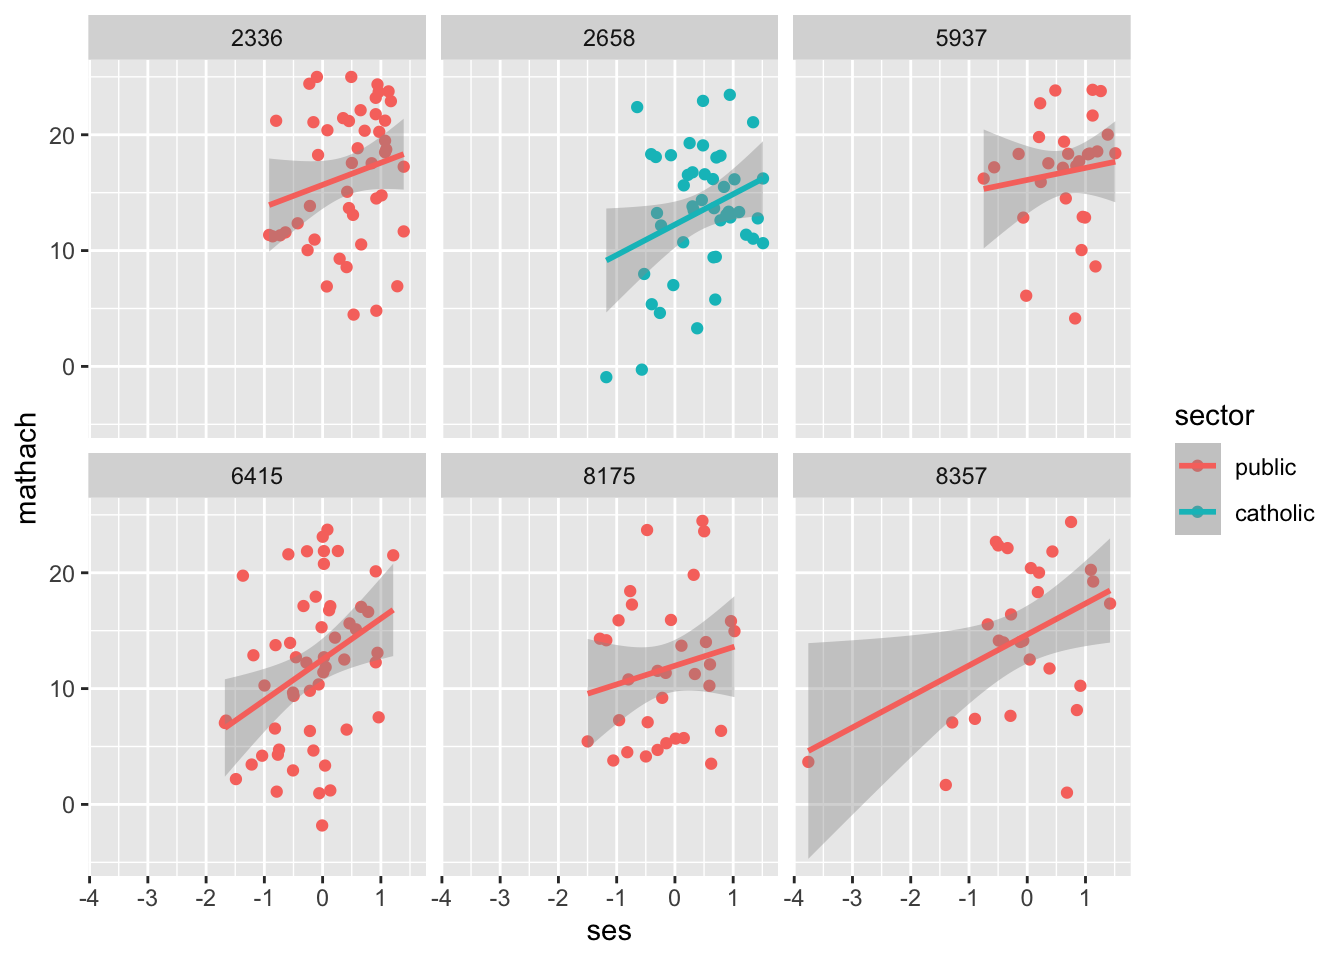 2336 2658 5937
20
10
0
6415 8175 8357
20
10
0
-4 -3 -2 -1 0 1 -4 -3 -2 -1 0 1 -4 -3 -2 -1 0 1
ses
mathach
sector
public
catholic